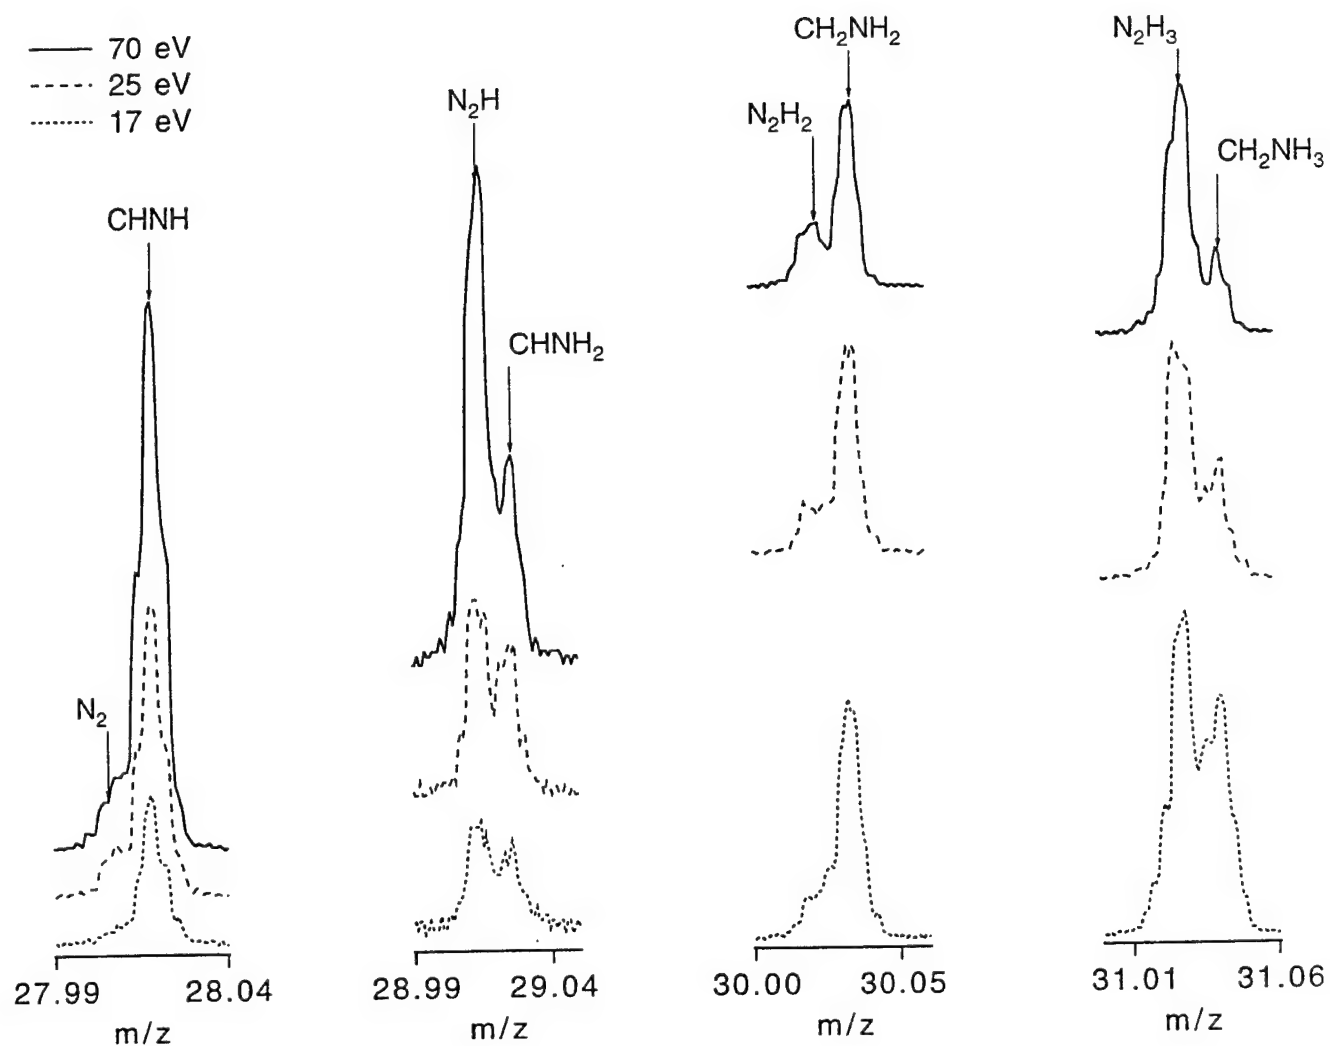 70 eV
25 eV
17 eV
CHNH
N₂
27.99 28.04
m/z
N₂H
CHNH₂
28.99 29.04
m/z
CH₂NH₂
N₂H₂
30.00 30.05
m/z
N₂H₃
CH₂NH₃
31.01 31.06
m/z